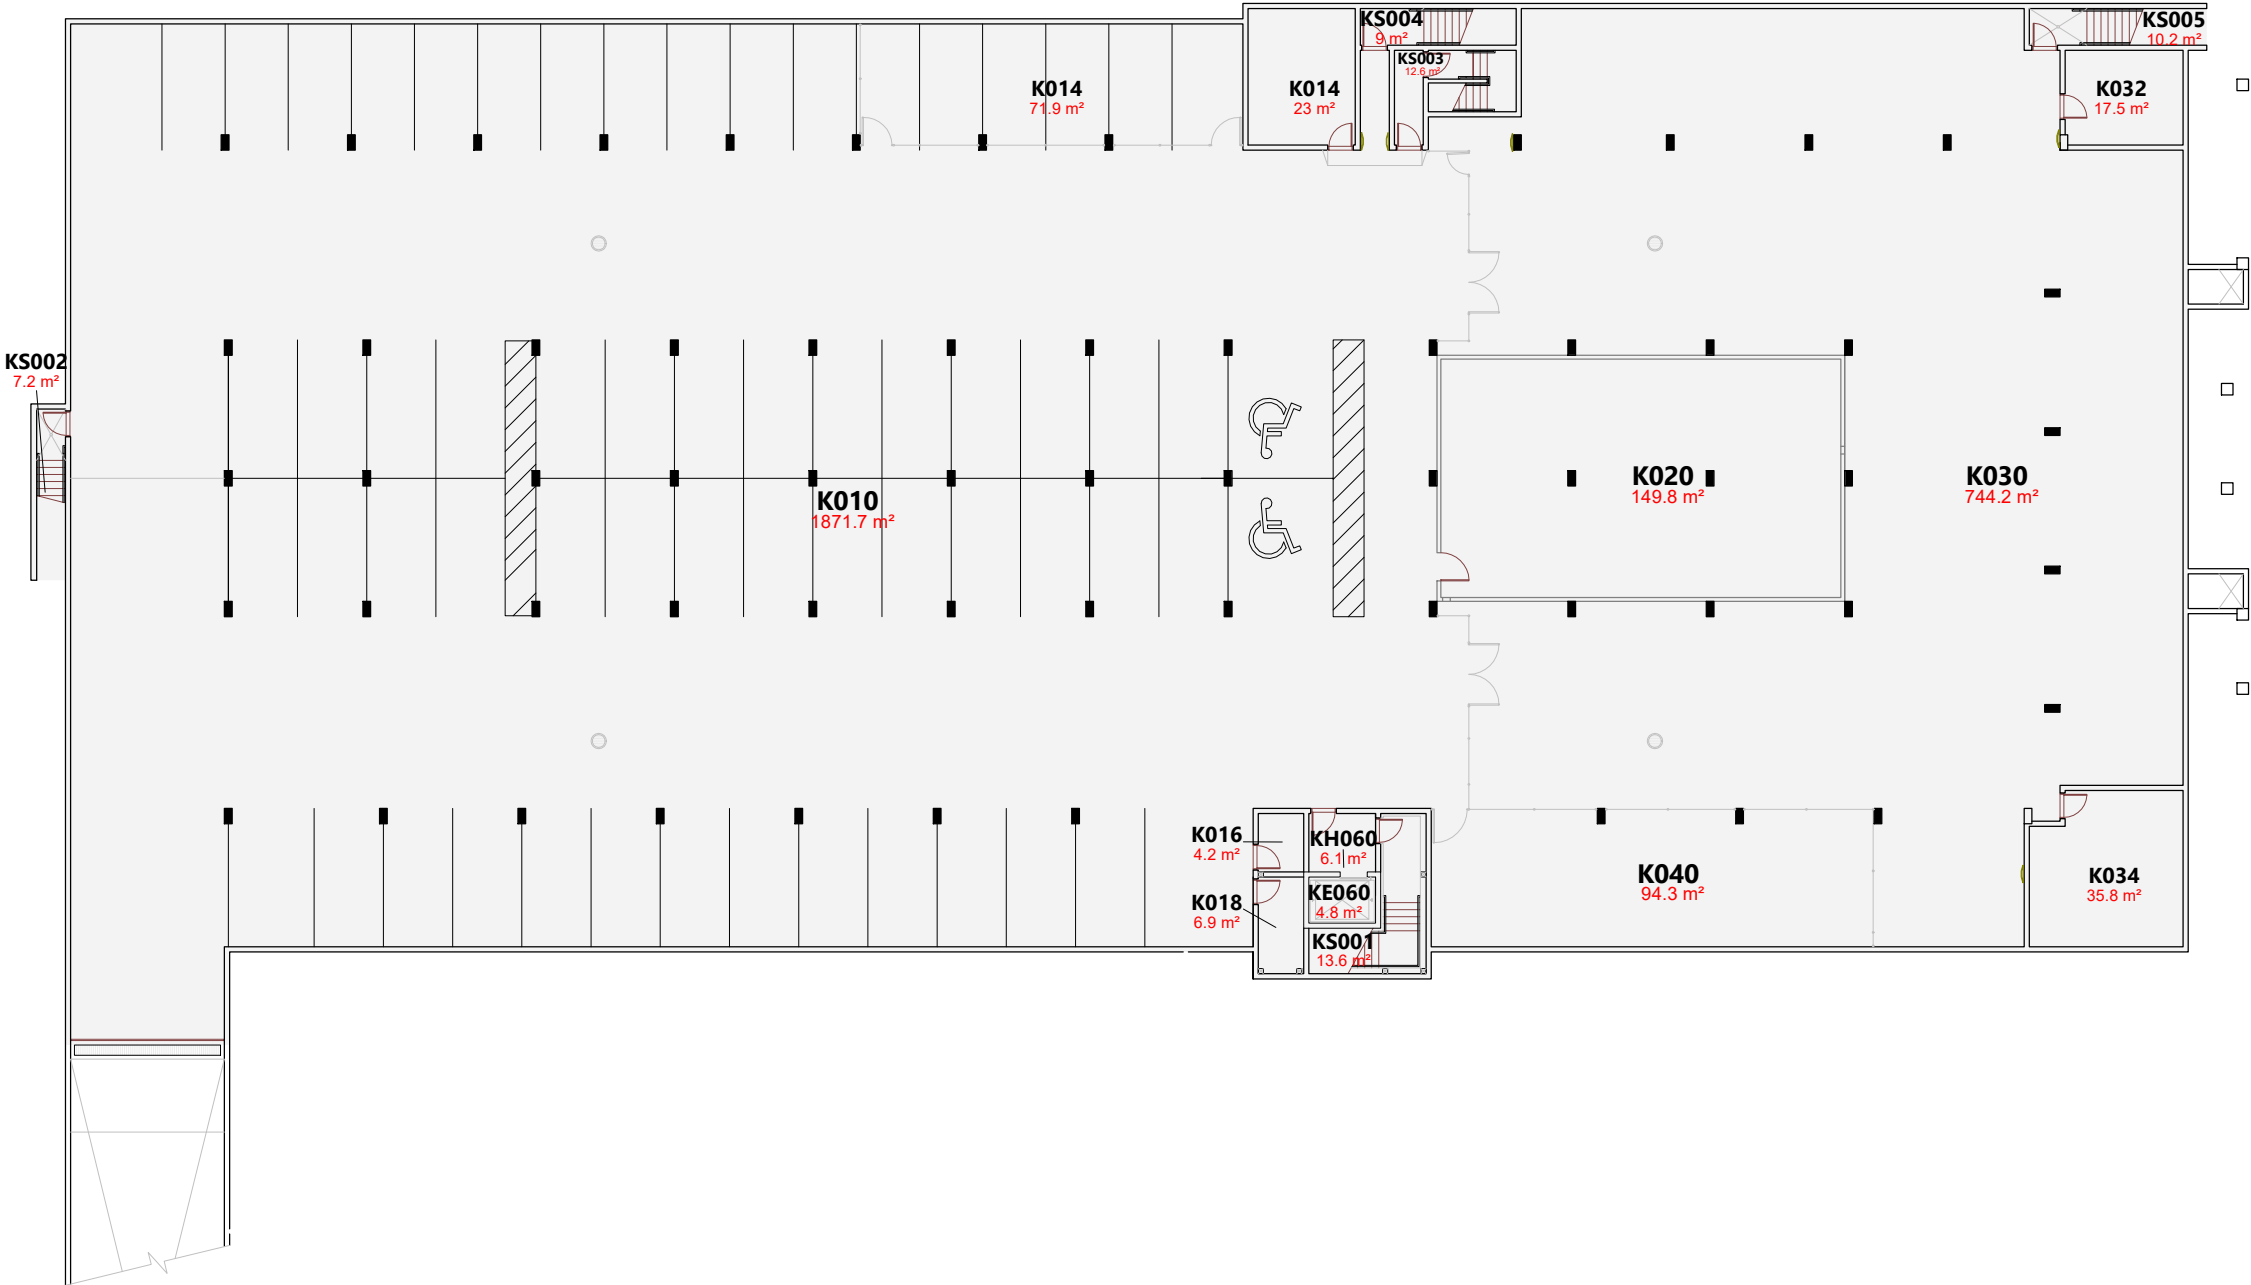 KS004
9 m²
KS005
10.2 m²
KS003
12.6 m²
K014
71.9 m²
K014
23 m²
K032
17.5 m²
KS002
7.2 m²
K010
1871.7 m²
K020
149.8 m²
K030
744.2 m²
K016
4.2 m²
KH060
6.1 m²
K018
6.9 m²
KE060
4.8 m²
KS001
13.6 m²
K040
94.3 m²
K034
35.8 m²